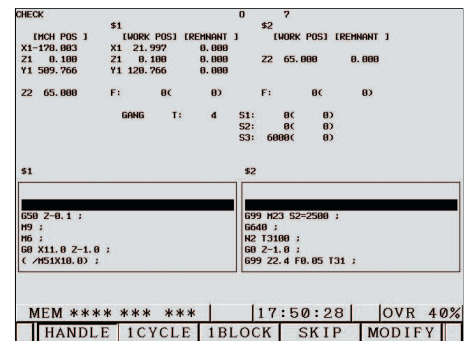 CHECK 0 7
$1 $2
[MCH POS ] [WORK POS] [REMNANT ] [WORK POS] [REMNANT ]
X1-178.003 X1 21.997 0.000
Z1 0.100 Z1 0.100 0.000 Z2 65.000 0.000
Y1 509.766 Y1 120.766 0.000
Z2 65.000 F: 0( 0) F: 0( 0)
GANG T: 4 S1: 0( 0)
S2: 0( 0)
S3: 6000( 0)
$1 $2
G50 Z-0.1 ; G99 M23 S2=2500 ;
M9 ; G640 ;
M6 ; N2 T3100 ;
G0 X11.0 Z-1.0 ; G0 Z-1.0 ;
( /M51X10.0) ; G99 Z2.4 F0.05 T31 ;
MEM **** *** *** 17:50:28 OVR 40%
HANDLE 1CYCLE 1BLOCK SKIP MODIFY